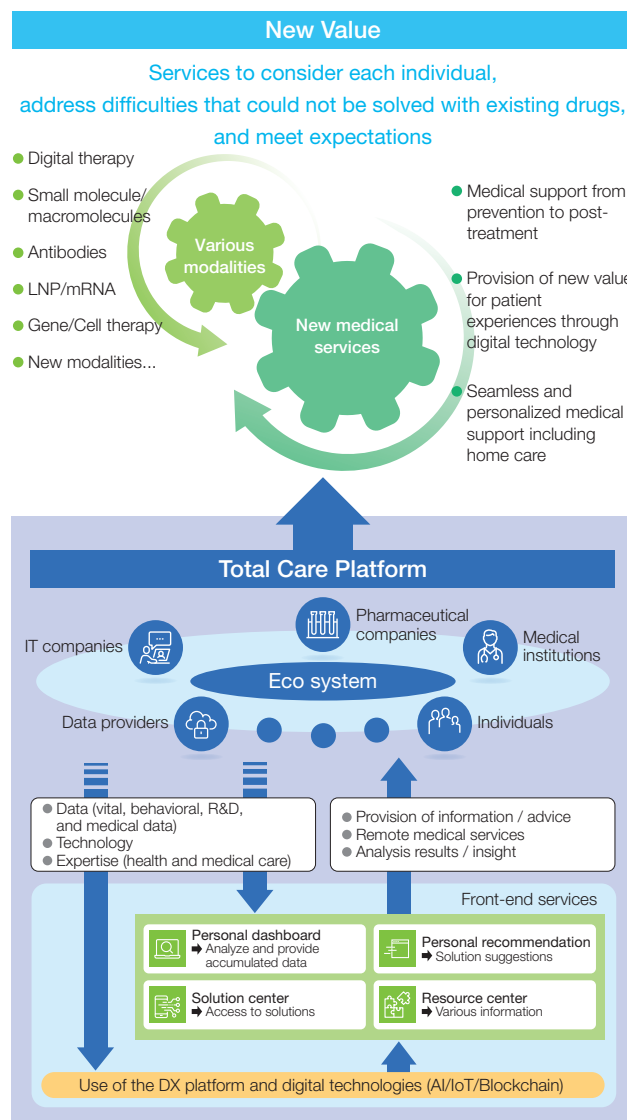 New Value
Services to consider each individual,
address difficulties that could not be solved with existing drugs,
and meet expectations
Digital therapy
Small molecule/
macromolecules
Antibodies
LNP/mRNA
Gene/Cell therapy
New modalities...
Various
modalities
New medical
services
Medical support from
prevention to post-
treatment
Provision of new value
for patient
experiences through
digital technology
Seamless and
personalized medical
support including
home care
Total Care Platform
IT companies
Pharmaceutical
companies
Medical
institutions
Eco system
Data providers
Individuals
Data (vital, behavioral, R&D,
and medical data)
Technology
Expertise (health and medical care)
Provision of information / advice
Remote medical services
Analysis results / insight
Front-end services
Personal dashboard
Analyze and provide
accumulated data
Personal recommendation
Solution suggestions
Solution center
Access to solutions
Resource center
Various information
Use of the DX platform and digital technologies (AI/IoT/Blockchain)